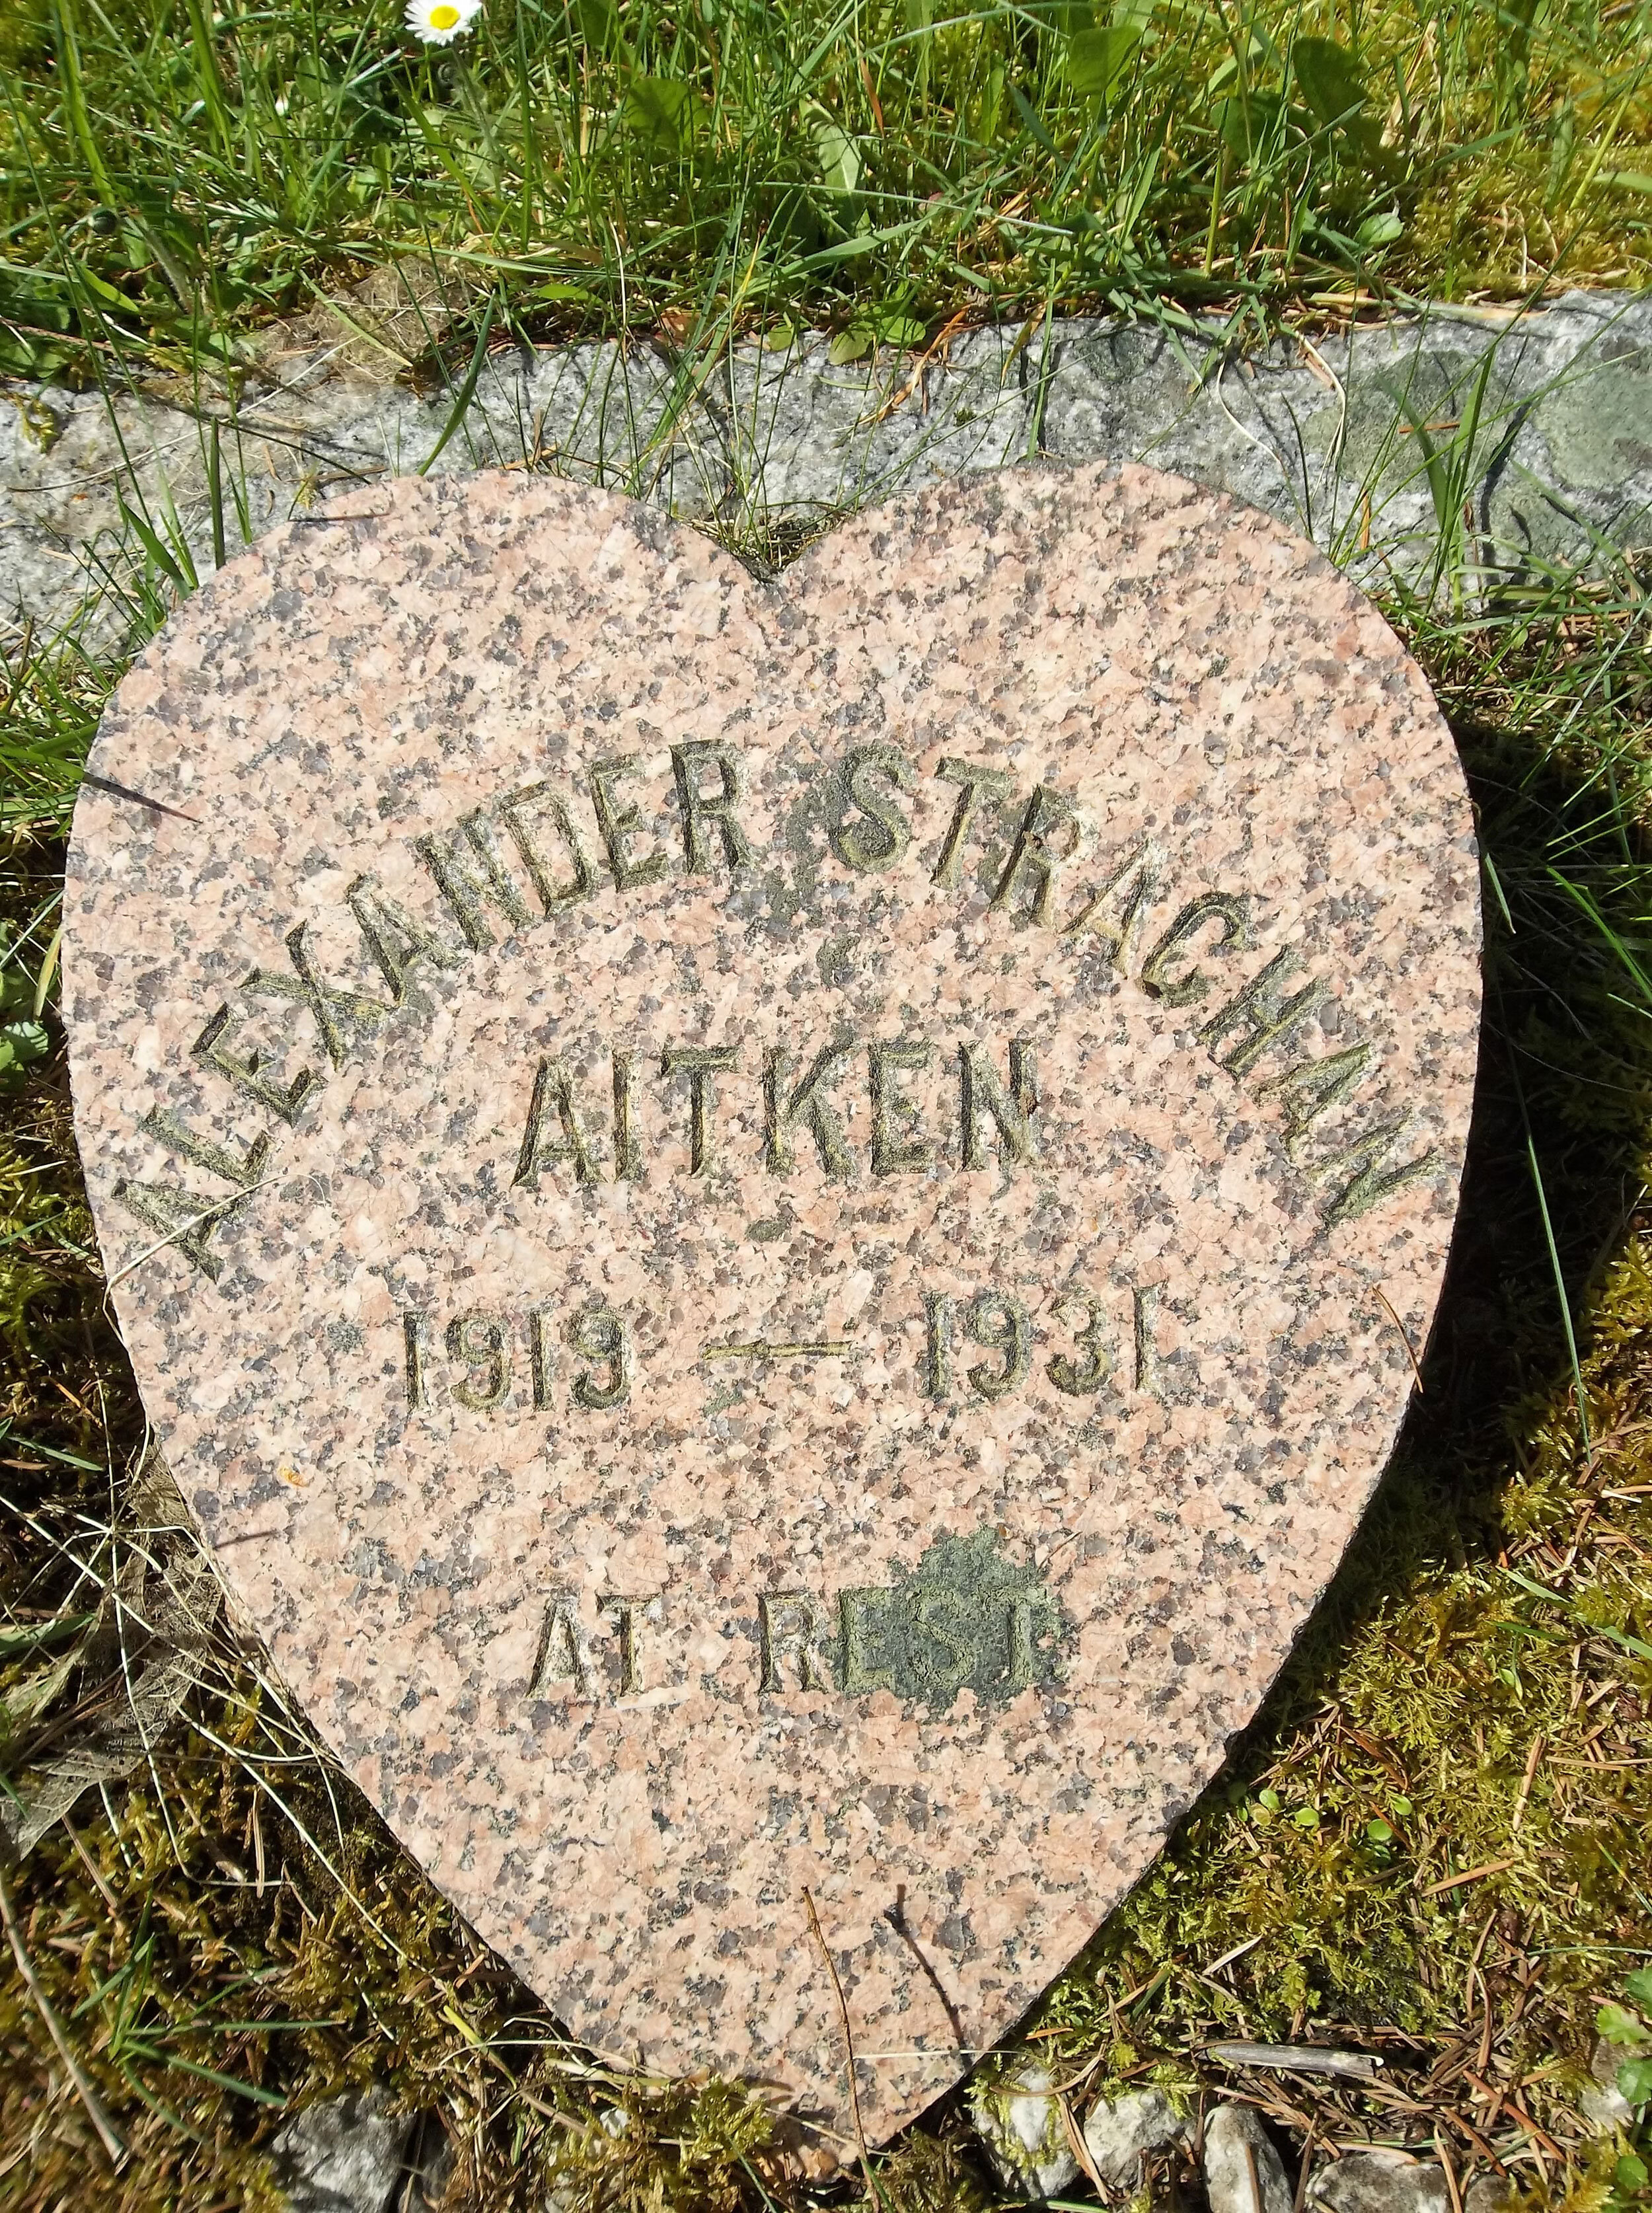 ALEXANDER STRACHAN
AITKEN
1919 — 1931
AT REST